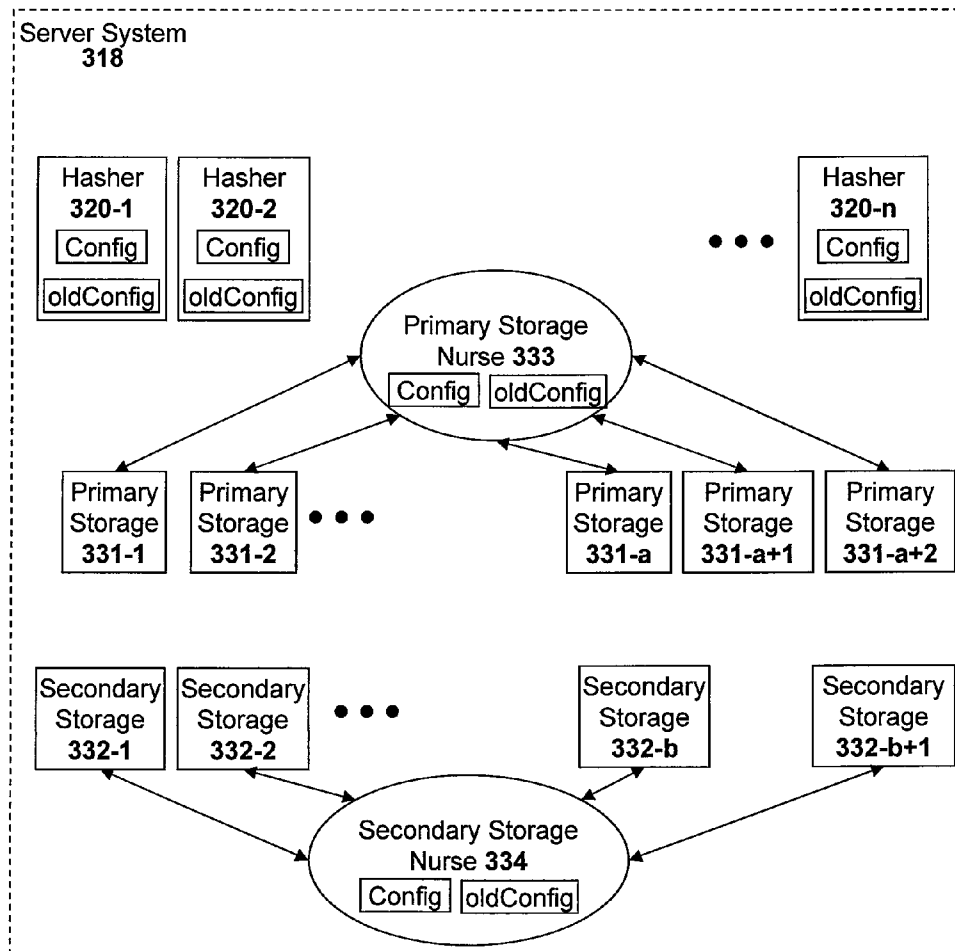 Server System
318
Hasher
320-1
Config
oldConfig
Hasher
320-2
Config
oldConfig
Hasher
320-n
Config
oldConfig
Primary Storage
Nurse 333
Config
oldConfig
Primary
Storage
331-1
Primary
Storage
331-2
Primary
Storage
331-a
Primary
Storage
331-a+1
Primary
Storage
331-a+2
Secondary
Storage
332-1
Secondary
Storage
332-2
Secondary
Storage
332-b
Secondary
Storage
332-b+1
Secondary Storage
Nurse 334
Config
oldConfig